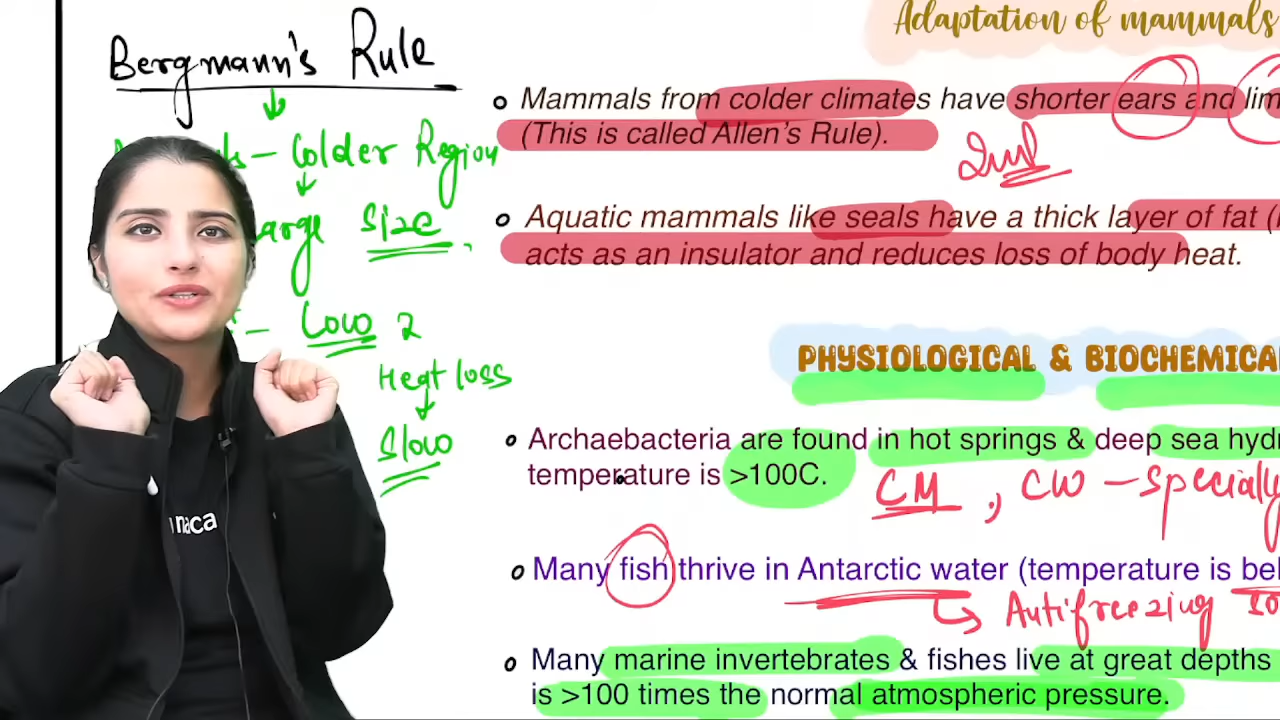 Bergmann's Rule
– Colder Region
Size
– Low 2
Heat loss
Slow
Adaptation of mammals
Mammals from colder climates have shorter ears and
(This is called Allen's Rule).
Aquatic mammals like seals have a thick layer of fat
acts as an insulator and reduces loss of body heat.
PHYSIOLOGICAL & BIOCHEMICAL
Archaebacteria are found in hot springs & deep sea
temperature is >100C.
CM, CW – Specially
Many fish thrive in Antarctic water (temperature is
Antifreezing
Many marine invertebrates & fishes live at great depths
is >100 times the normal atmospheric pressure.